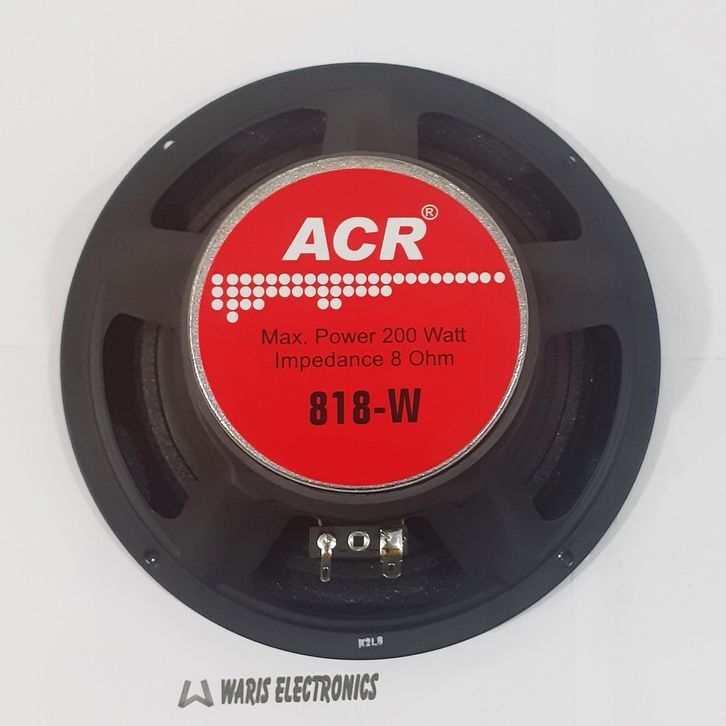 ACR®
Max. Power 200 Watt
Impedance 8 Ohm
818-W
K2L8
W WARIS ELECTRONICS